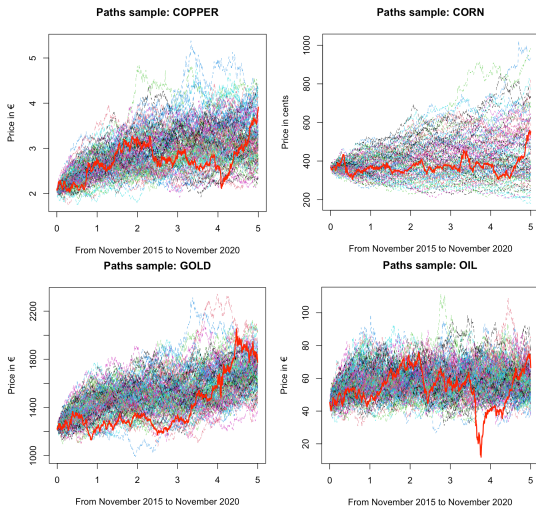 Paths sample: COPPER
Price in €
5
4
3
2
0 1 2 3 4 5
From November 2015 to November 2020
Paths sample: CORN
Price in cents
1000
800
600
400
200
0 1 2 3 4 5
From November 2015 to November 2020
Paths sample: GOLD
Price in €
2200
1800
1400
1000
0 1 2 3 4 5
From November 2015 to November 2020
Paths sample: OIL
Price in €
100
80
60
40
20
0 1 2 3 4 5
From November 2015 to November 2020